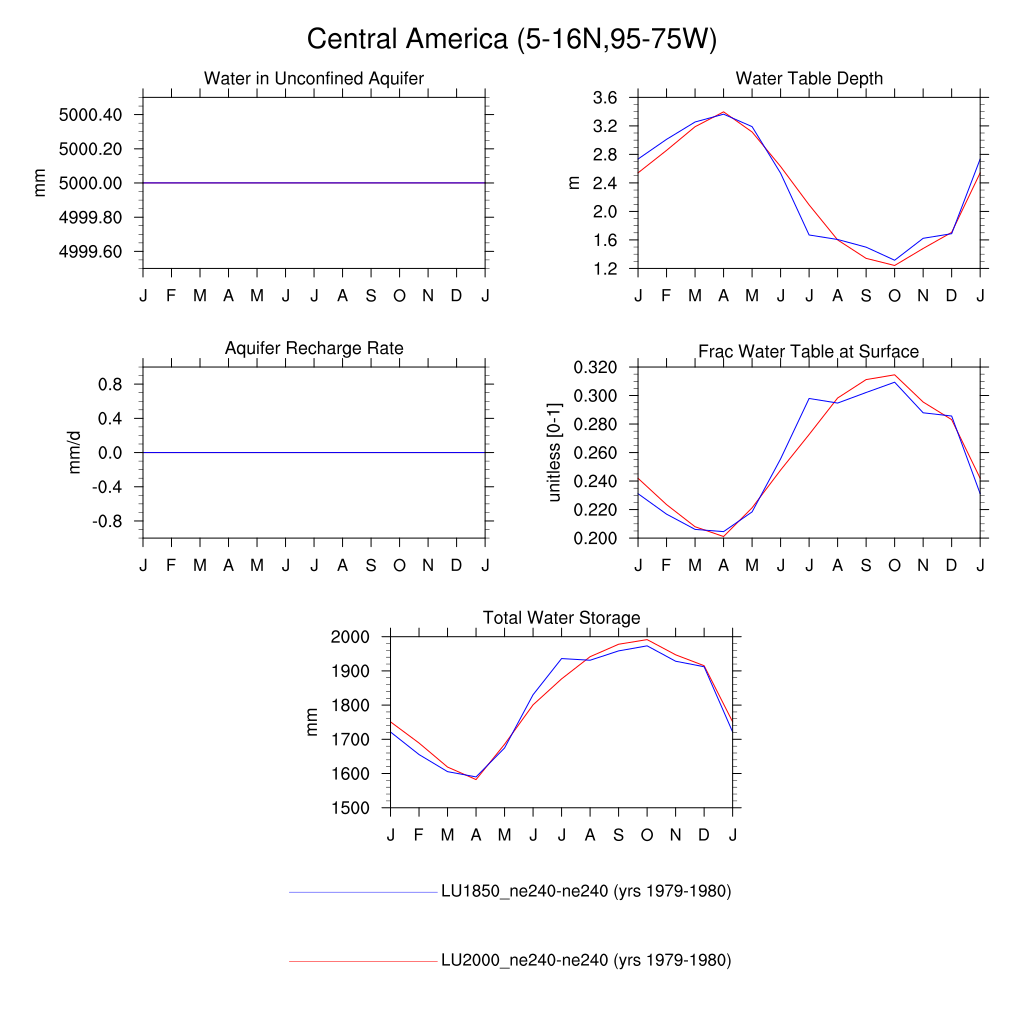 Central America (5-16N,95-75W)
Water in Unconfined Aquifer
mm
5000.40
5000.20
5000.00
4999.80
4999.60
J F M A M J J A S O N D J
Water Table Depth
m
3.6
3.2
2.8
2.4
2.0
1.6
1.2
J F M A M J J A S O N D J
Aquifer Recharge Rate
mm/d
0.8
0.4
0.0
-0.4
-0.8
J F M A M J J A S O N D J
Frac Water Table at Surface
unitless [0-1]
0.320
0.300
0.280
0.260
0.240
0.220
0.200
J F M A M J J A S O N D J
Total Water Storage
mm
2000
1900
1800
1700
1600
1500
J F M A M J J A S O N D J
LU1850_ne240-ne240 (yrs 1979-1980)
LU2000_ne240-ne240 (yrs 1979-1980)